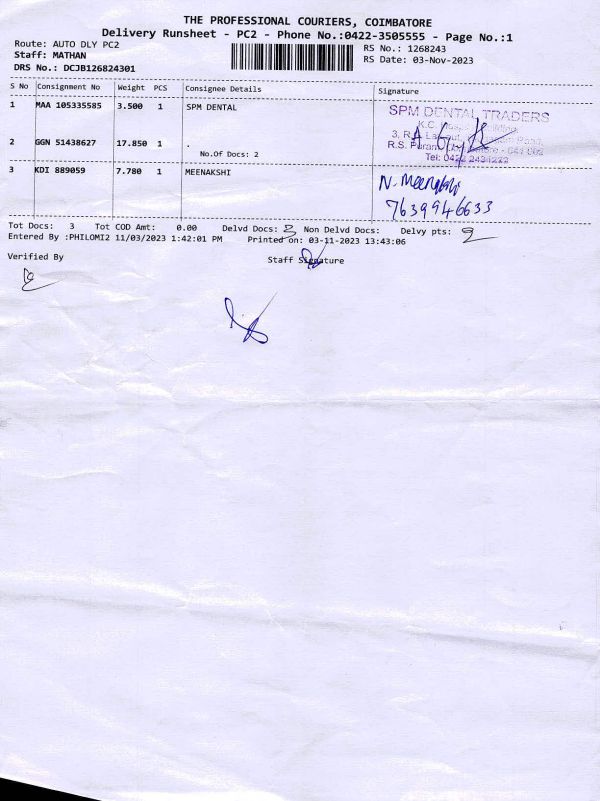 THE PROFESSIONAL COURIERS, COIMBATORE
Delivery Runsheet - PC2 - Phone No.:0422-3505555 - Page No.:1
Route: AUTO DLY PC2
Staff: MATHAN
DRS No.: DCJB126824301
RS No.: 1268243
RS Date: 03-Nov-2023
S No Consignment No Weight PCS Consignee Details Signature
1 MAA 105335585 3.500 1 SPM DENTAL
SPM DENTAL TRADERS
K.C.
3, R.
R.S. Puram
Tel: 0422
2 GGN 51438627 17.850 1 .
No.Of Docs: 2
3 KDI 889059 7.780 1 MEENAKSHI
N. Meenakshi
7639946633
Tot Docs: 3 Tot COD Amt: 0.00 Delvd Docs: Non Delvd Docs: Delvy pts: 2
Entered By :PHILOMI2 11/03/2023 1:42:01 PM Printed on: 03-11-2023 13:43:06
Verified By Staff Signature